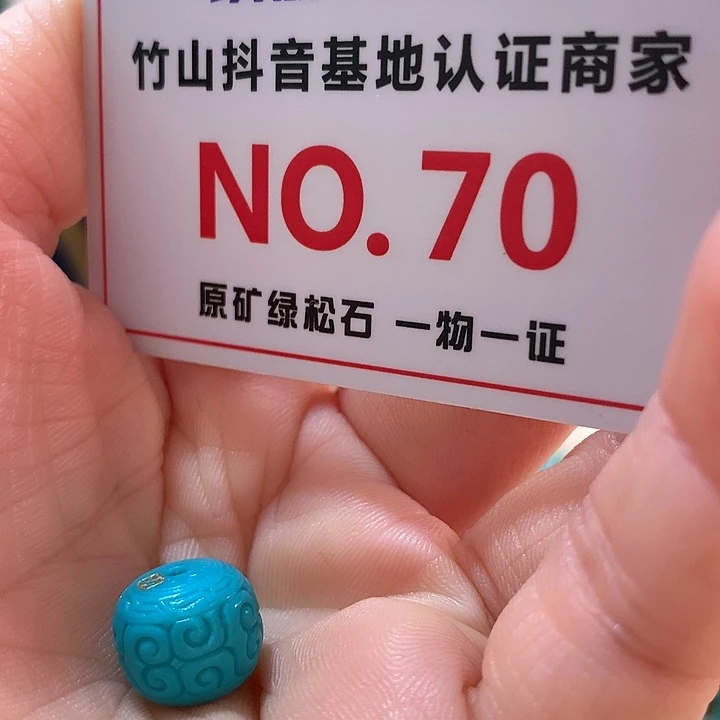 竹山抖音基地认证商家
NO. 70
原矿绿松石 一物一证